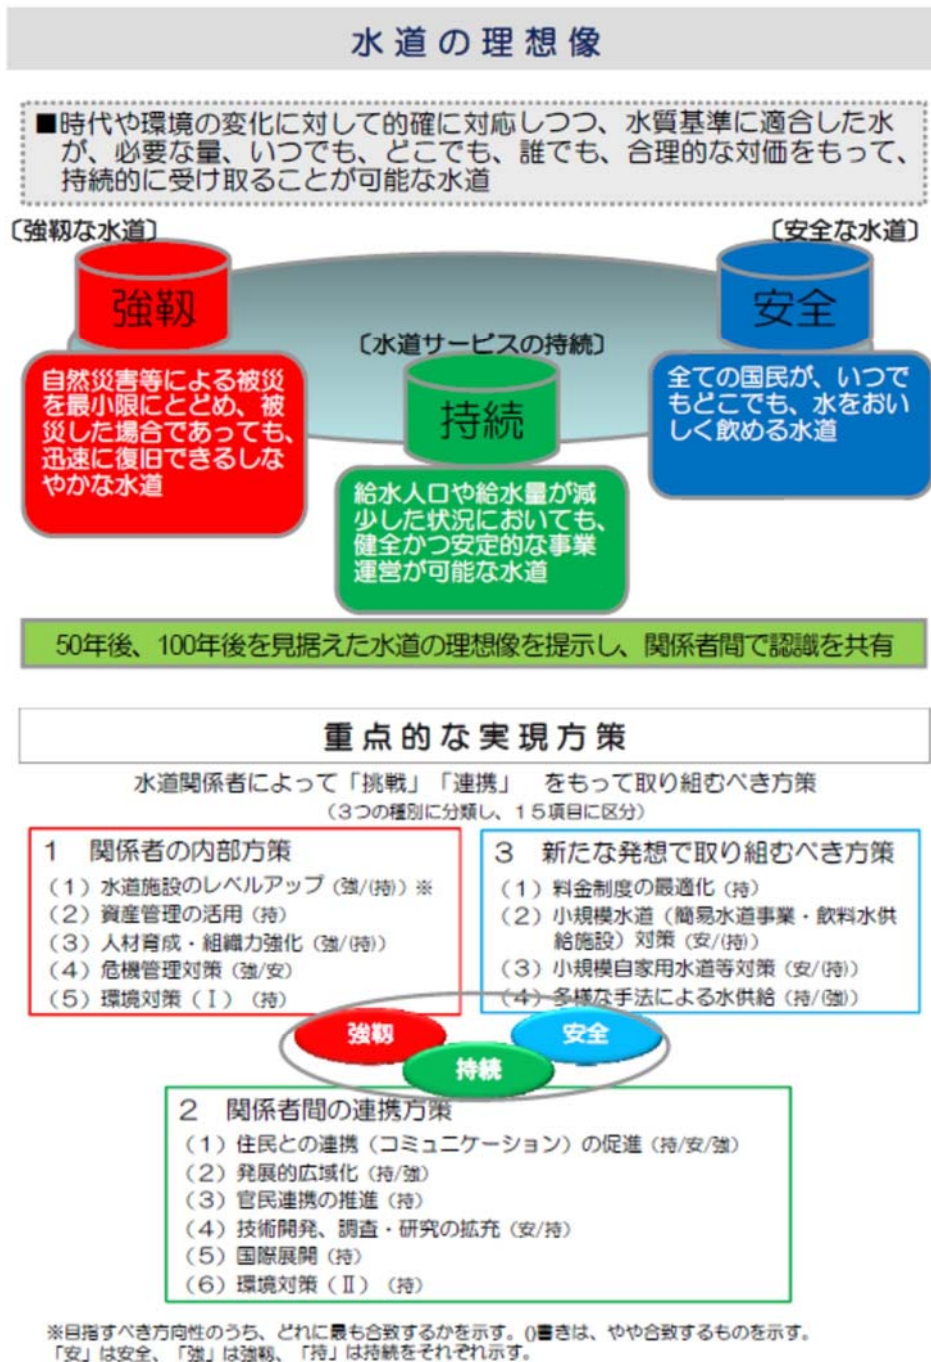 水道の理想像
■時代や環境の変化に対して的確に対応しつつ、水質基準に適合した水
が、必要な量、いつでも、どこでも、誰でも、合理的な対価をもって、
持続的に受け取ることが可能な水道
〔強靱な水道〕
〔安全な水道〕
強靱
安全
〔水道サービスの持続〕
持続
自然災害等による被災
を最小限にとどめ、被
災した場合であっても、
迅速に復旧できるしな
やかな水道
全ての国民が、いつで
もどこでも、水をおい
しく飲める水道
給水人口や給水量が減
少した状況においても、
健全かつ安定的な事業
運営が可能な水道
50年後、100年後を見据えた水道の理想像を提示し、関係者間で認識を共有
重点的な実現方策
水道関係者によって「挑戦」「連携」 をもって取り組むべき方策
（３つの種別に分類し、１５項目に区分）
１ 関係者の内部方策
（１）水道施設のレベルアップ（強/(持)）※
（２）資産管理の活用（持）
（３）人材育成・組織力強化（強/(持)）
（４）危機管理対策（強/安）
（５）環境対策（Ⅰ）（持）
３ 新たな発想で取り組むべき方策
（１）料金制度の最適化（持）
（２）小規模水道（簡易水道事業・飲料水供
給施設）対策（安/(持)）
（３）小規模自家用水道等対策（安/(持)）
（４）多様な手法による水供給（持/(強)）
強靱
安全
持続
２ 関係者間の連携方策
（１）住民との連携（コミュニケーション）の促進（持/安/強）
（２）発展的広域化（持/強）
（３）官民連携の推進（持）
（４）技術開発、調査・研究の拡充（安/持）
（５）国際展開（持）
（６）環境対策（Ⅱ）（持）
※目指すべき方向性のうち、どれに最も合致するかを示す。()書きは、やや合致するものを示す。
「安」は安全、「強」は強靱、「持」は持続をそれぞれ示す。